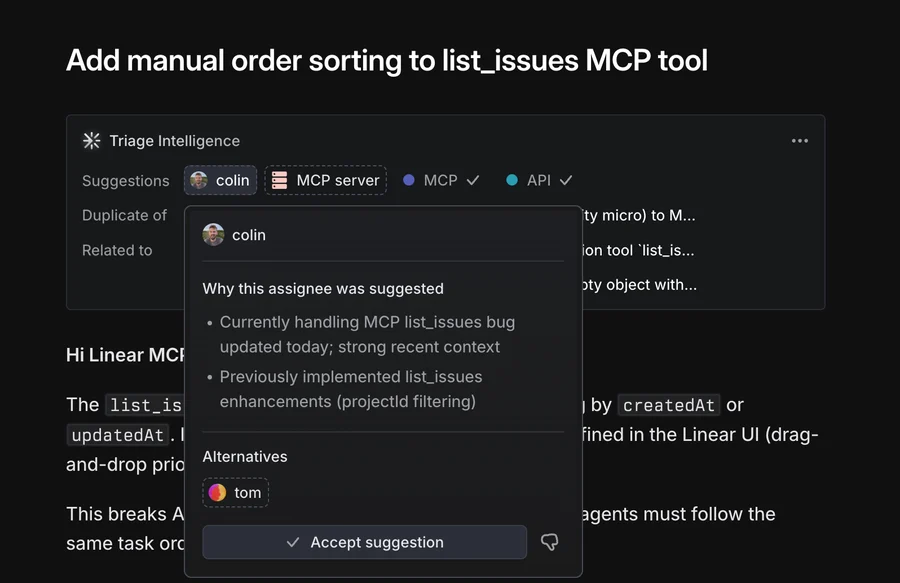 Add manual order sorting to list_issues MCP tool
Triage Intelligence
Suggestions colin MCP server MCP API
Duplicate of ity micro) to M...
Related to ion tool `list_is...
pty object with...
colin
Why this assignee was suggested
• Currently handling MCP list_issues bug
updated today; strong recent context
• Previously implemented list_issues
enhancements (projectId filtering)
Alternatives
tom
Accept suggestion
Hi Linear MCP
The list_is by createdAt or
updatedAt. fined in the Linear UI (drag-
and-drop prio
This breaks A agents must follow the
same task ord